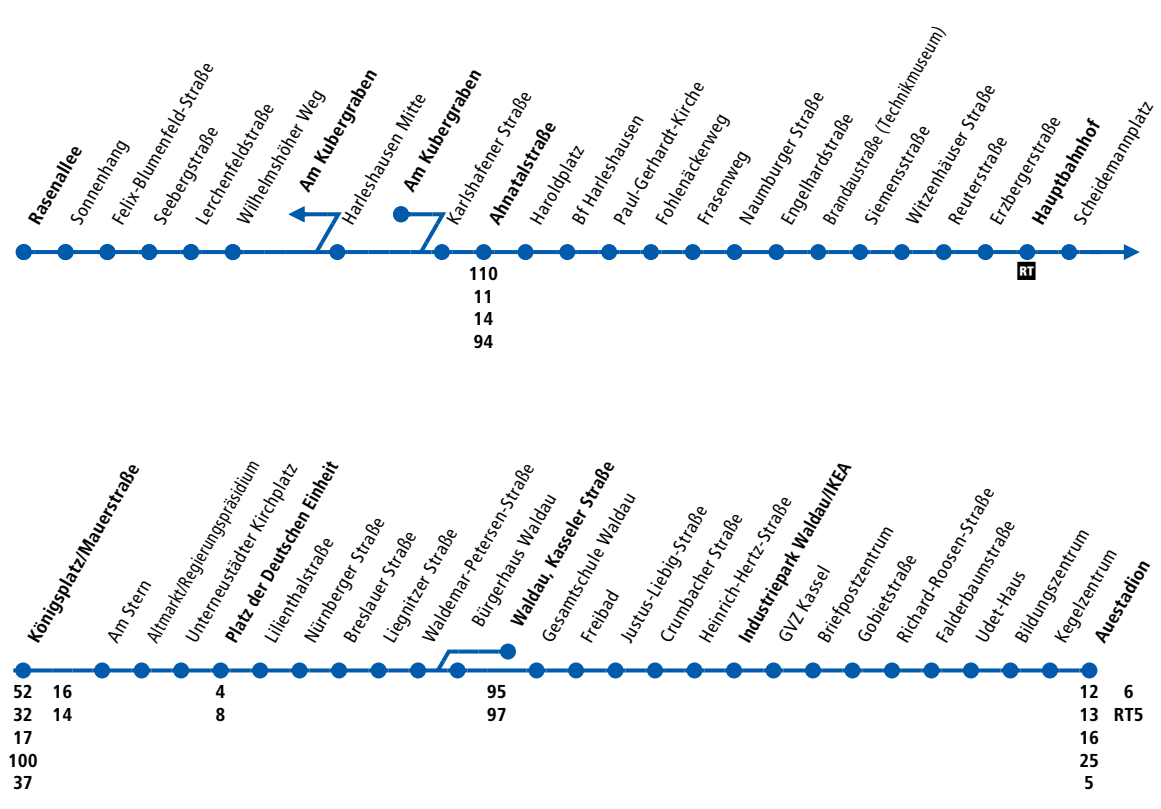 Rasenallee
Sonnenhang
Felix-Blumenfeld-Straße
Seebergstraße
Lerchenfeldstraße
Wilhelmshöher Weg
Am Kubergraben
Harleshausen Mitte
Am Kubergraben
Karlshafener Straße
Ahnatalstraße
Haroldplatz
Bf Harleshausen
Paul-Gerhardt-Kirche
Fohlenäckerweg
Frasenweg
Naumburger Straße
Engelhardstraße
Brandaustraße (Technikmuseum)
Siemensstraße
Witzenhäuser Straße
Reuterstraße
Erzbergerstraße
Hauptbahnhof
Scheidemannplatz
110
11
14
94
RT
Königsplatz/Mauerstraße
Am Stern
Altmarkt/Regierungspräsidium
Unterneustädter Kirchplatz
Platz der Deutschen Einheit
Lilienthalstraße
Nürnberger Straße
Breslauer Straße
Liegnitzer Straße
Waldemar-Petersen-Straße
Bürgerhaus Waldau
Waldau, Kasseler Straße
Gesamtschule Waldau
Freibad
Justus-Liebig-Straße
Crumbacher Straße
Heinrich-Hertz-Straße
Industriepark Waldau/IKEA
GVZ Kassel
Briefpostzentrum
Gobietstraße
Richard-Roosen-Straße
Falderbaumstraße
Udet-Haus
Bildungszentrum
Kegelzentrum
Auestadion
52 16 4 95 12 6
32 14 8 97 13 RT5
17 16
100 25
37 5